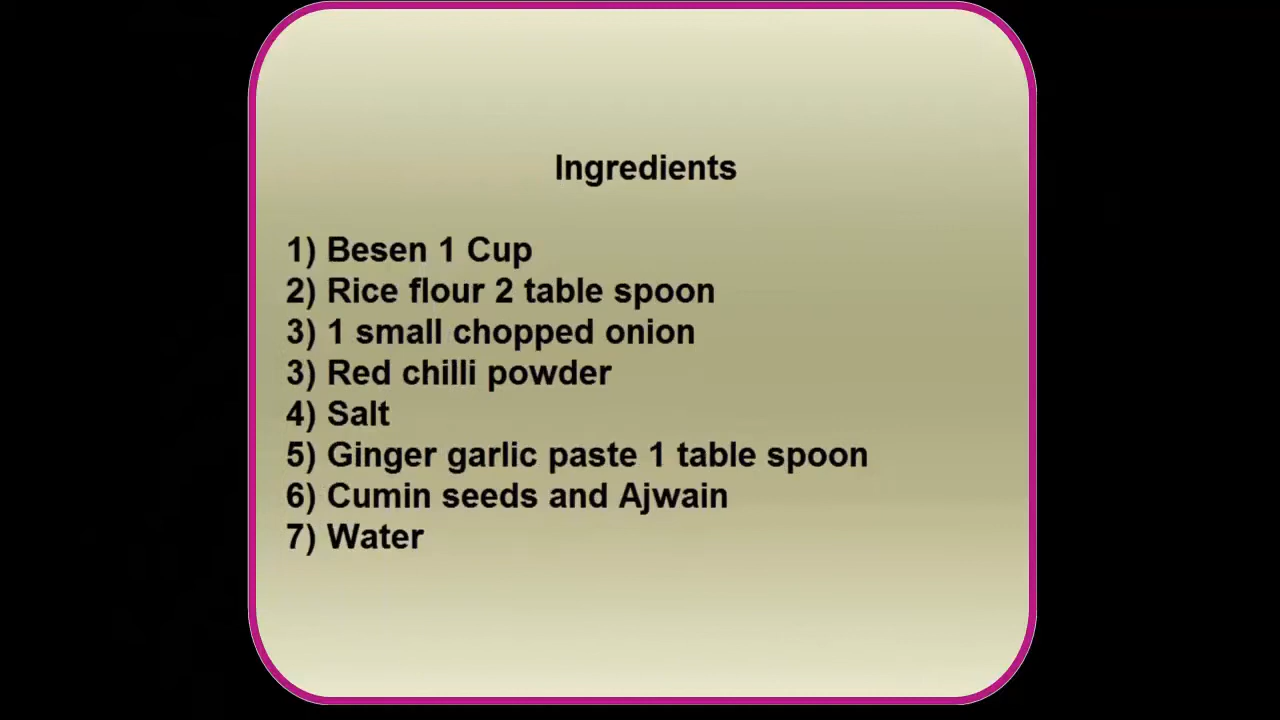 Ingredients
1) Besen 1 Cup
2) Rice flour 2 table spoon
3) 1 small chopped onion
3) Red chilli powder
4) Salt
5) Ginger garlic paste 1 table spoon
6) Cumin seeds and Ajwain
7) Water